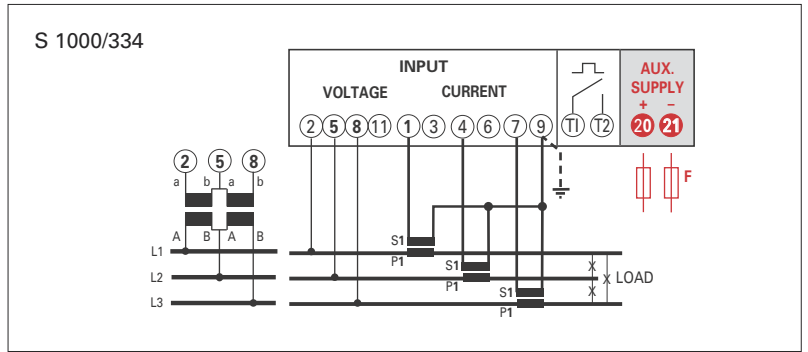 S 1000/334
INPUT
VOLTAGE CURRENT
AUX.
SUPPLY
+ –
2 5 8 11 1 3 4 6 7 9 T1 T2 20 21
2 5 8
a b a b
F
A B A B
S1
L1
P1
S1
L2
X X LOAD
P1
S1 X
L3
P1